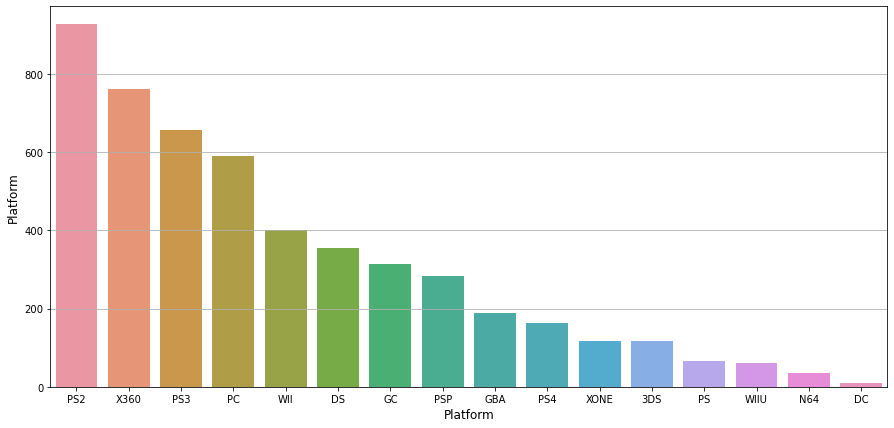 Platform
800
600
400
200
0
PS2 X360 PS3 PC WII DS GC PSP GBA PS4 XONE 3DS PS WIIU N64 DC
Platform